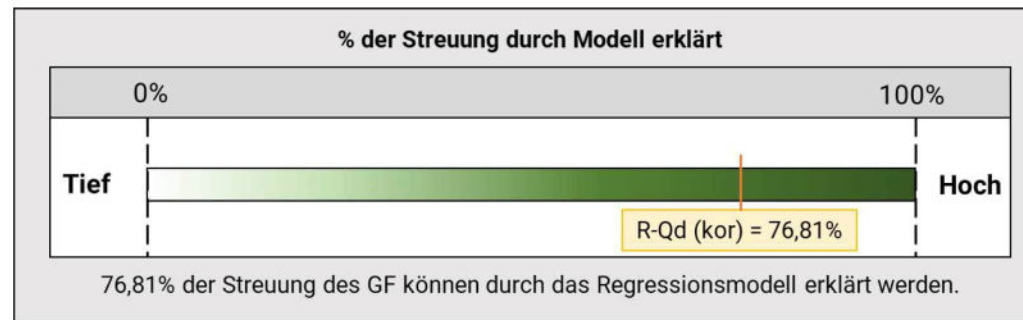 % der Streuung durch Modell erklärt
0% 100%
Tief Hoch
R-Qd (kor) = 76,81%
76,81% der Streuung des GF können durch das Regressionsmodell erklärt werden.